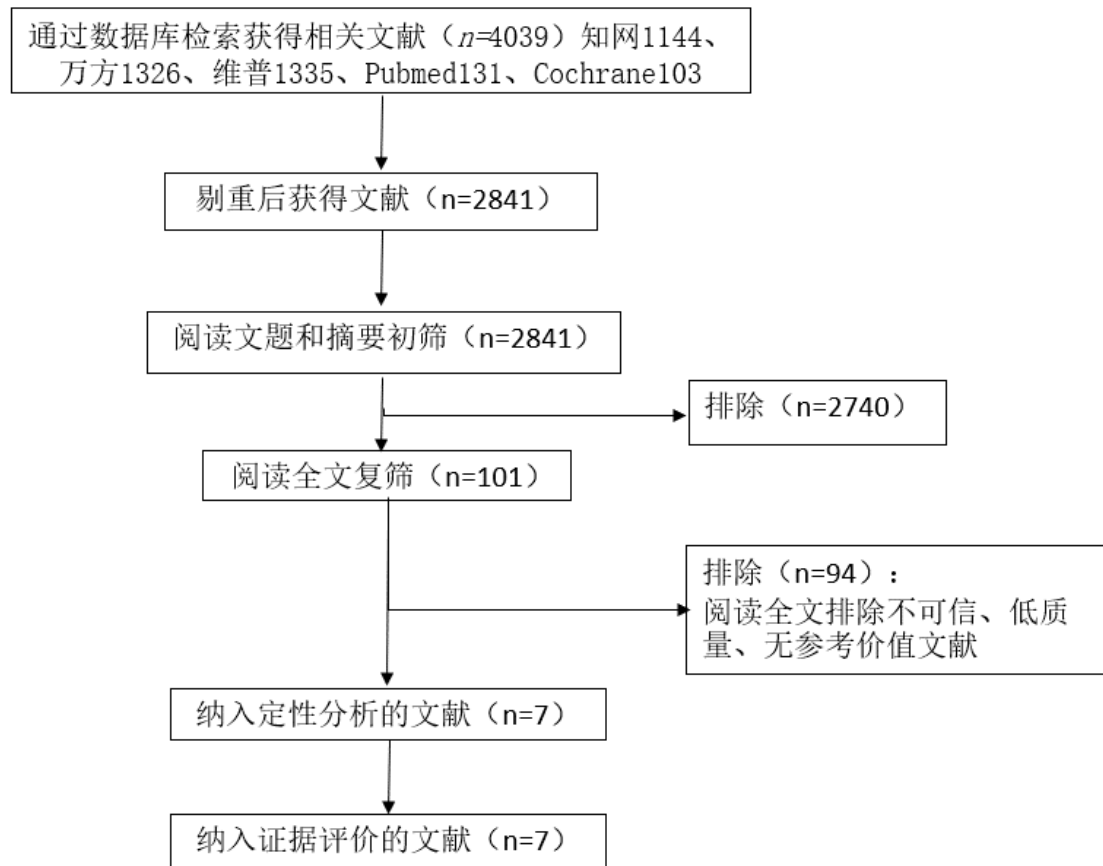 通过数据库检索获得相关文献（n=4039）知网1144、
万方1326、维普1335、Pubmed131、Cochrane103
剔重后获得文献（n=2841）
阅读文题和摘要初筛（n=2841）
排除（n=2740）
阅读全文复筛（n=101）
排除（n=94）：
阅读全文排除不可信、低质
量、无参考价值文献
纳入定性分析的文献（n=7）
纳入证据评价的文献（n=7）